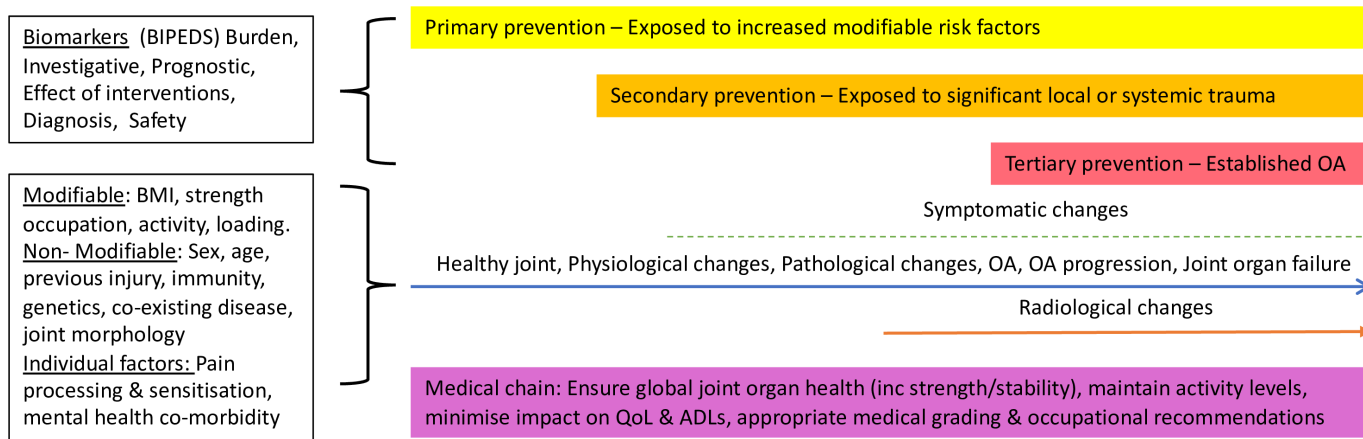 Biomarkers (BIPEDS) Burden,
Investigative, Prognostic,
Effect of interventions,
Diagnosis, Safety
Modifiable: BMI, strength
occupation, activity, loading.
Non- Modifiable: Sex, age,
previous injury, immunity,
genetics, co-existing disease,
joint morphology
Individual factors: Pain
processing & sensitisation,
mental health co-morbidity
Primary prevention – Exposed to increased modifiable risk factors
Secondary prevention – Exposed to significant local or systemic trauma
Tertiary prevention – Established OA
Symptomatic changes
Healthy joint, Physiological changes, Pathological changes, OA, OA progression, Joint organ failure
Radiological changes
Medical chain: Ensure global joint organ health (inc strength/stability), maintain activity levels,
minimise impact on QoL & ADLs, appropriate medical grading & occupational recommendations